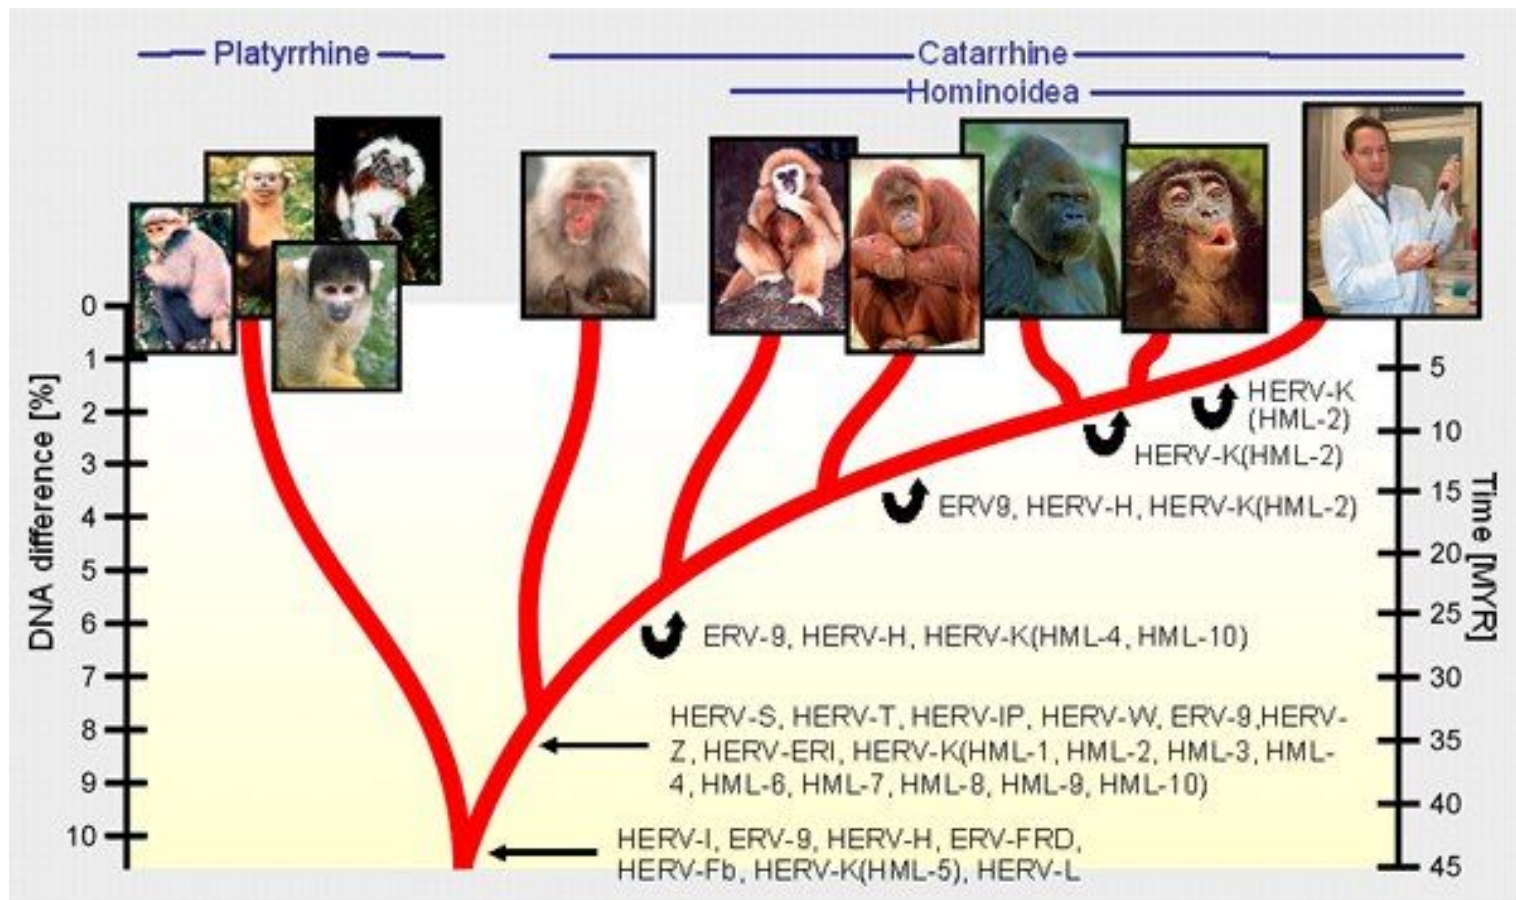 Platyrrhine
Catarrhine
Hominoidea
0
1
2
3
4
5
6
7
8
9
10
DNA difference [%]
5
10
15
20
25
30
35
40
45
Time [MYR]
HERV-K
(HML-2)
HERV-K(HML-2)
ERV9, HERV-H, HERV-K(HML-2)
ERV-9, HERV-H, HERV-K(HML-4, HML-10)
HERV-S, HERV-T, HERV-IP, HERV-W, ERV-9,HERV-
Z, HERV-ERI, HERV-K(HML-1, HML-2, HML-3, HML-
4, HML-6, HML-7, HML-8, HML-9, HML-10)
HERV-I, ERV-9, HERV-H, ERV-FRD,
HERV-Fb, HERV-K(HML-5), HERV-L